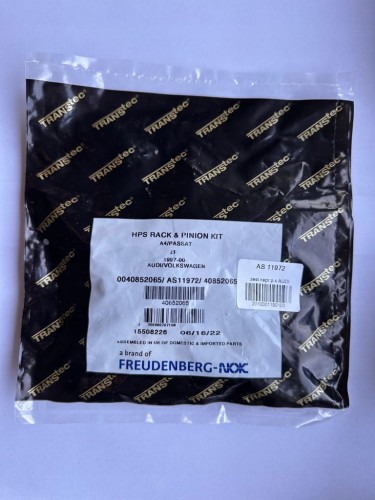 TRANStec
HPS RACK & PINION KIT
A4/PASSAT
1997-00
AUDI/VOLKSWAGEN
0040852065/ AS11972/ 40852065
40852065
15508226 06/16/22
ASSEMBLED IN UK OF DOMESTIC & IMPORTED PARTS
a brand of
FREUDENBERG-NOK
AS 11972